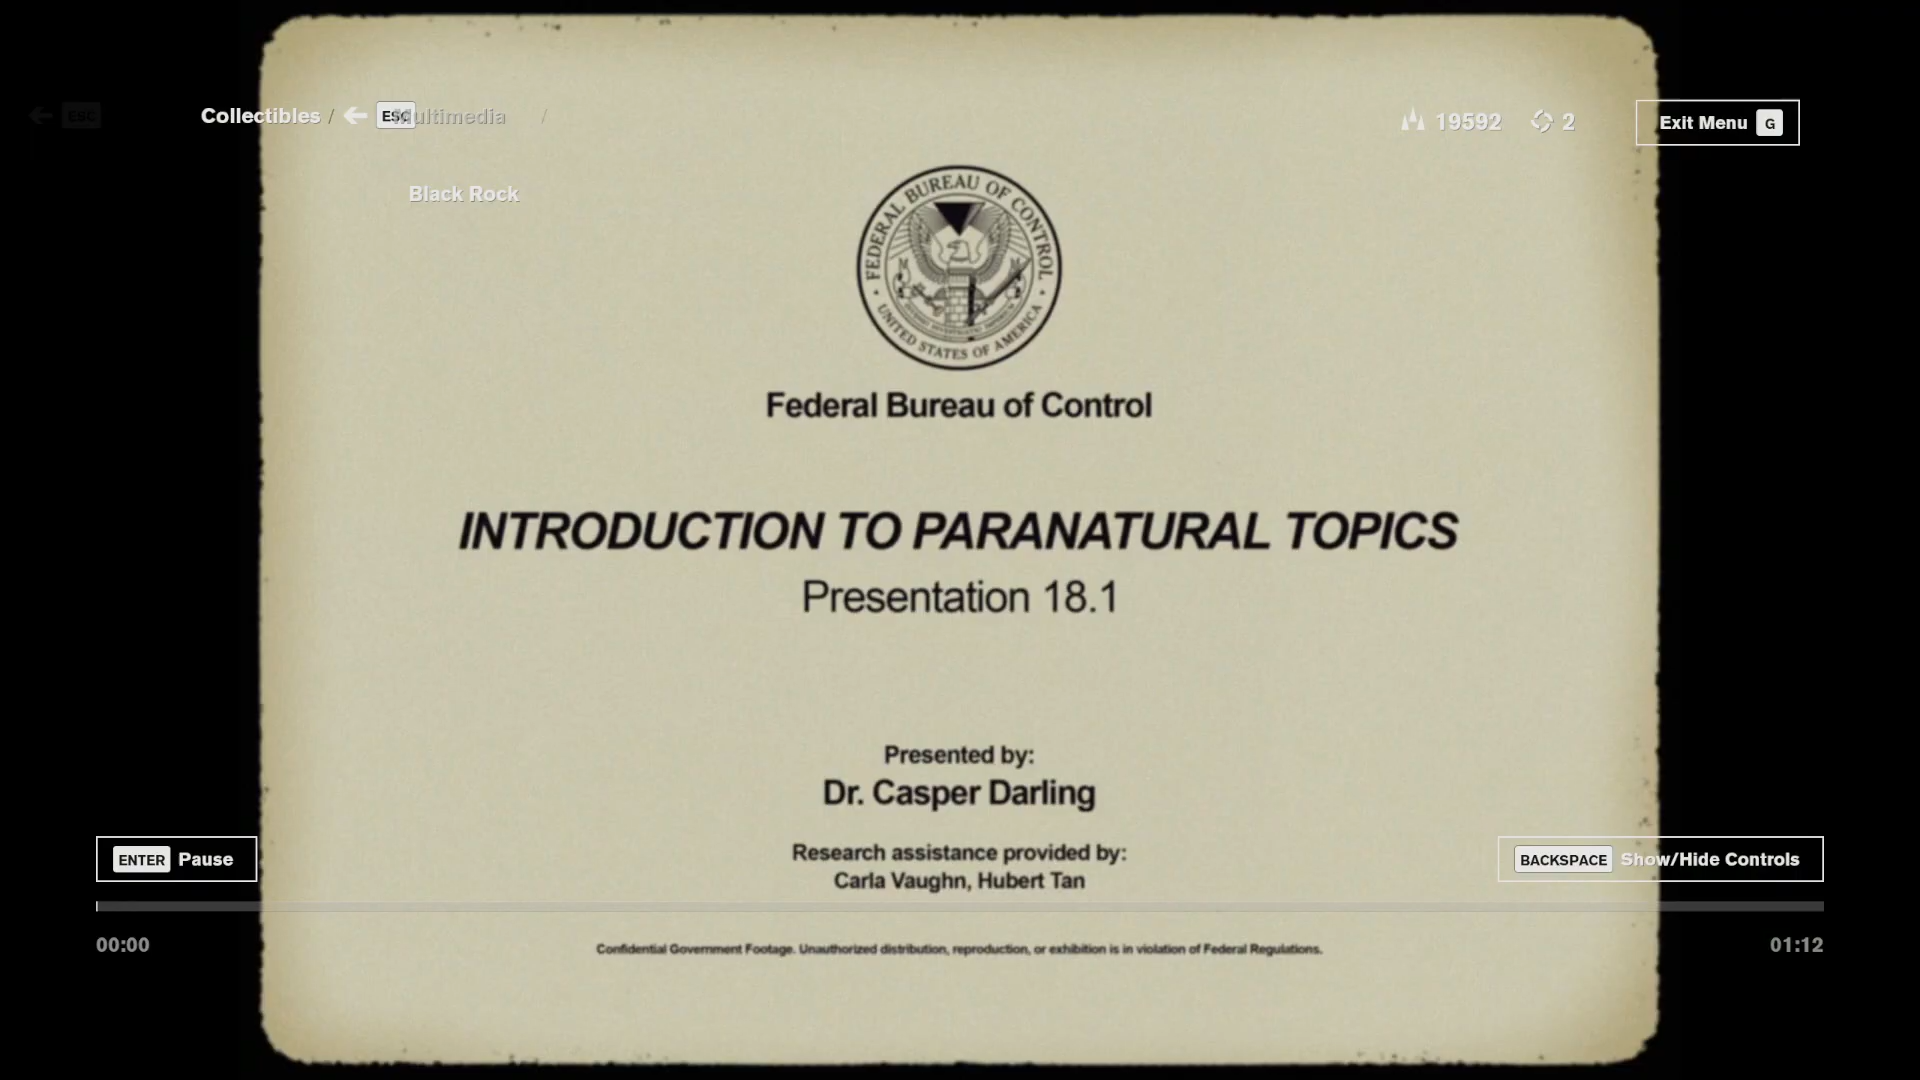 ESC
Collectibles / ESC Multimedia /
19592 2
Exit Menu G
Black Rock
FEDERAL BUREAU OF CONTROL
UNITED STATES OF AMERICA
Federal Bureau of Control
INTRODUCTION TO PARANATURAL TOPICS
Presentation 18.1
Presented by:
Dr. Casper Darling
Research assistance provided by:
Carla Vaughn, Hubert Tan
ENTER Pause
BACKSPACE Show/Hide Controls
00:00
01:12
Confidential Government Footage. Unauthorized distribution, reproduction, or exhibition is in violation of Federal Regulations.